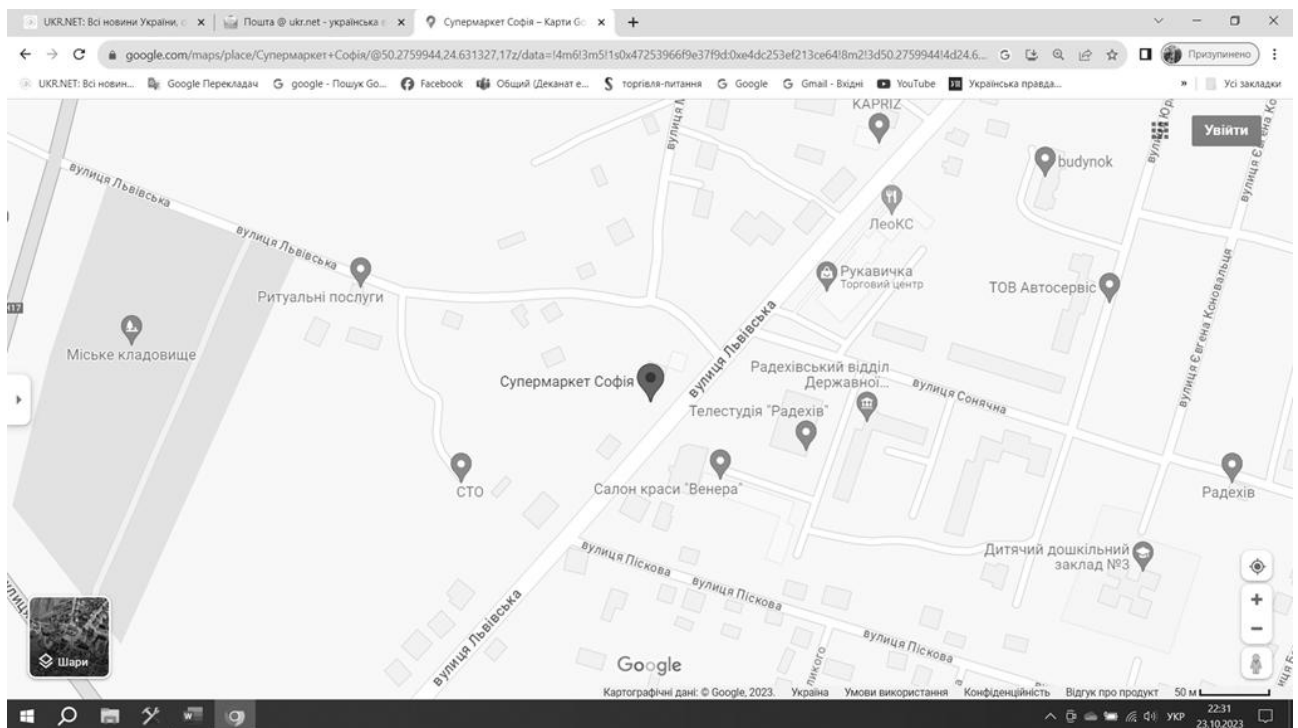 UKR.NET: Всі новини України, о
Пошта @ ukr.net - українська е
Супермаркет Софія – Карти Go
google.com/maps/place/Супермаркет+Софія/@50.2759944,24.631327,17z/data=!4m6!3m5!1s0x47253966f9e37f9d:0xe4dc253ef213ce64!8m2!3d50.2759944!4d24.6...
Призупинено
UKR.NET: Всі новин...
Google Перекладач
google - Пошук Go...
Facebook
Общий (Деканат е...
торгівля-питання
Google
Gmail - Вхідні
YouTube
Українська правда...
»
Усі закладки
KAPRIZ
Увійти
budynok
вулиця Львівська
вулиця Євгена Ко
ЛеоКС
вулиця Львівська
Рукавичка
Торговий центр
ТОВ Автосервіс
Ритуальні послуги
Міське кладовище
вулиця Львівська
вулиця Євгена Коновальця
Радехівський відділ
Державної...
Супермаркет Софія
вулиця Сонячна
Телестудія "Радехів"
СТО
Салон краси "Венера"
Радехів
Дитячий дошкільний
заклад №3
вулиця Піскова
вулиця Піскова
вулиця Піскова
вулиця Львівська
ликого
Шари
Google
Картографічні дані: © Google, 2023. Україна Умови використання Конфіденційність Відгук про продукт 50 м
УКР
22:31
23.10.2023